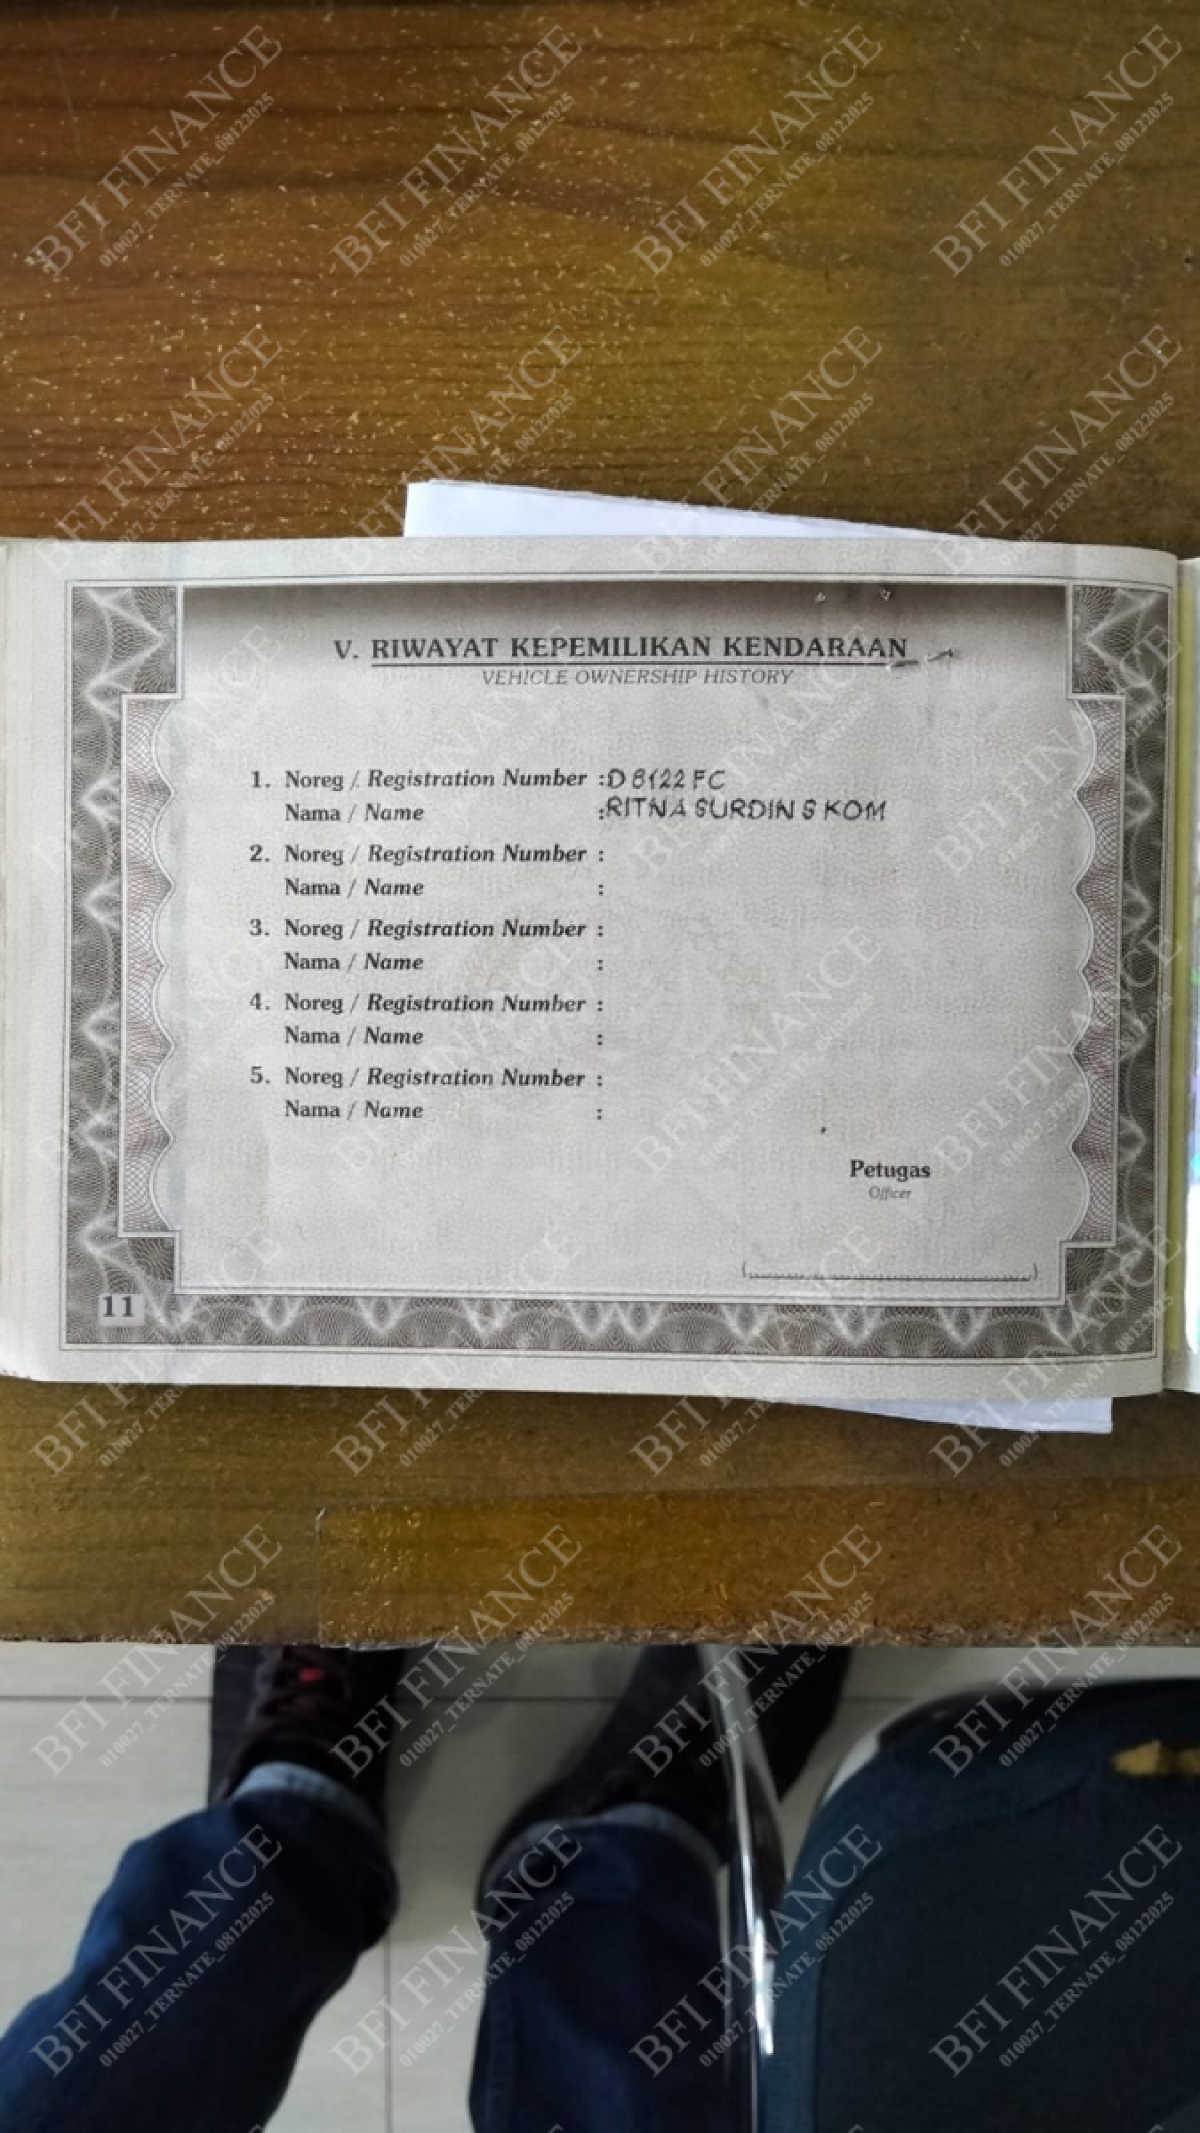 V. RIWAYAT KEPEMILIKAN KENDARAAN
VEHICLE OWNERSHIP HISTORY
1. Noreg / Registration Number : D 8122 FC
Nama / Name : RITNA SURDIN S KOM
2. Noreg / Registration Number :
Nama / Name :
3. Noreg / Registration Number :
Nama / Name :
4. Noreg / Registration Number :
Nama / Name :
5. Noreg / Registration Number :
Nama / Name :
Petugas
Officer
(                    )
11
BFI FINANCE
010027_TERNATE_08122025